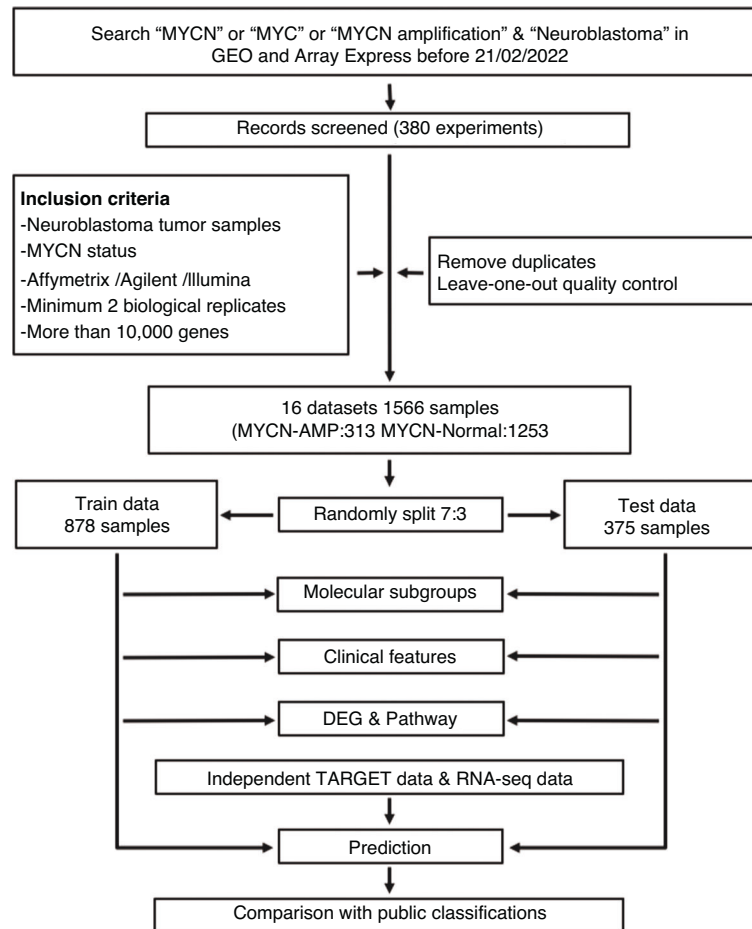 Search “MYCN” or “MYC” or “MYCN amplification” & “Neuroblastoma” in
GEO and Array Express before 21/02/2022
Records screened (380 experiments)
Inclusion criteria
-Neuroblastoma tumor samples
-MYCN status
-Affymetrix /Agilent /Illumina
-Minimum 2 biological replicates
-More than 10,000 genes
Remove duplicates
Leave-one-out quality control
16 datasets 1566 samples
(MYCN-AMP:313 MYCN-Normal:1253
Train data
878 samples
Randomly split 7:3
Test data
375 samples
Molecular subgroups
Clinical features
DEG & Pathway
Independent TARGET data & RNA-seq data
Prediction
Comparison with public classifications